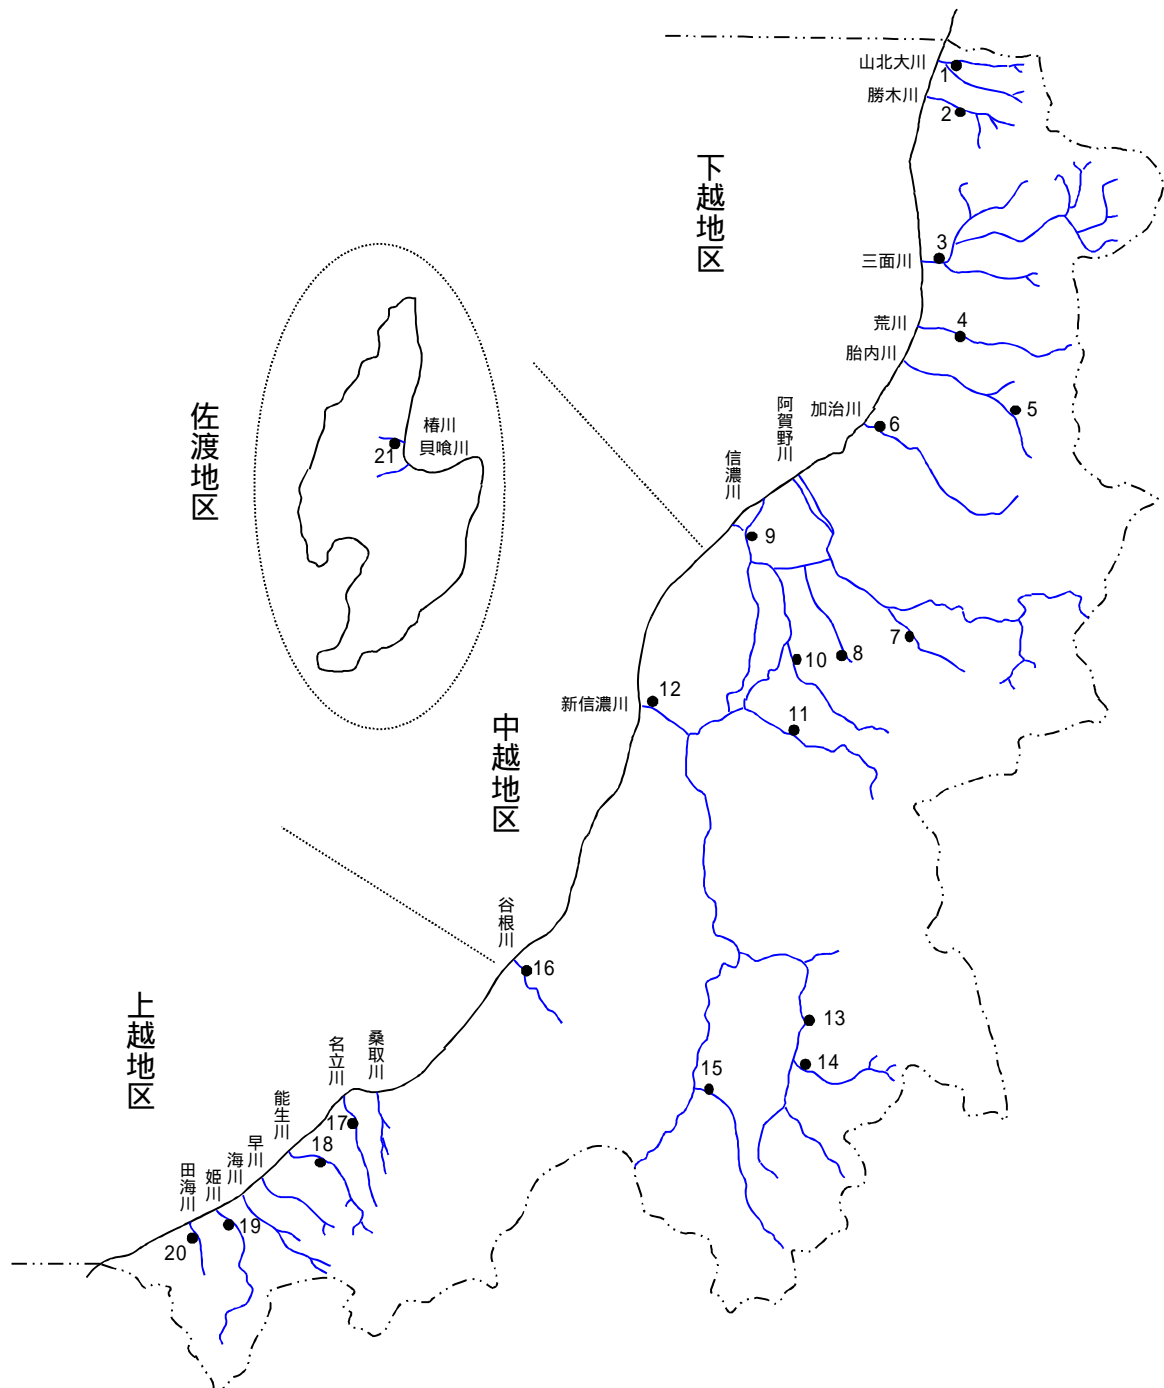 山北大川
1
勝木川
2
下越地区
3
三面川
荒川
4
胎内川
5
加治川
6
阿賀野川
信濃川
9
椿川
貝喰川
21
佐渡地区
7
8
10
12
新信濃川
11
中越地区
谷根川
16
上越地区
13
14
15
桑取川
名立川
17
能生川
18
早川
海川
姫川
田海川
19
20